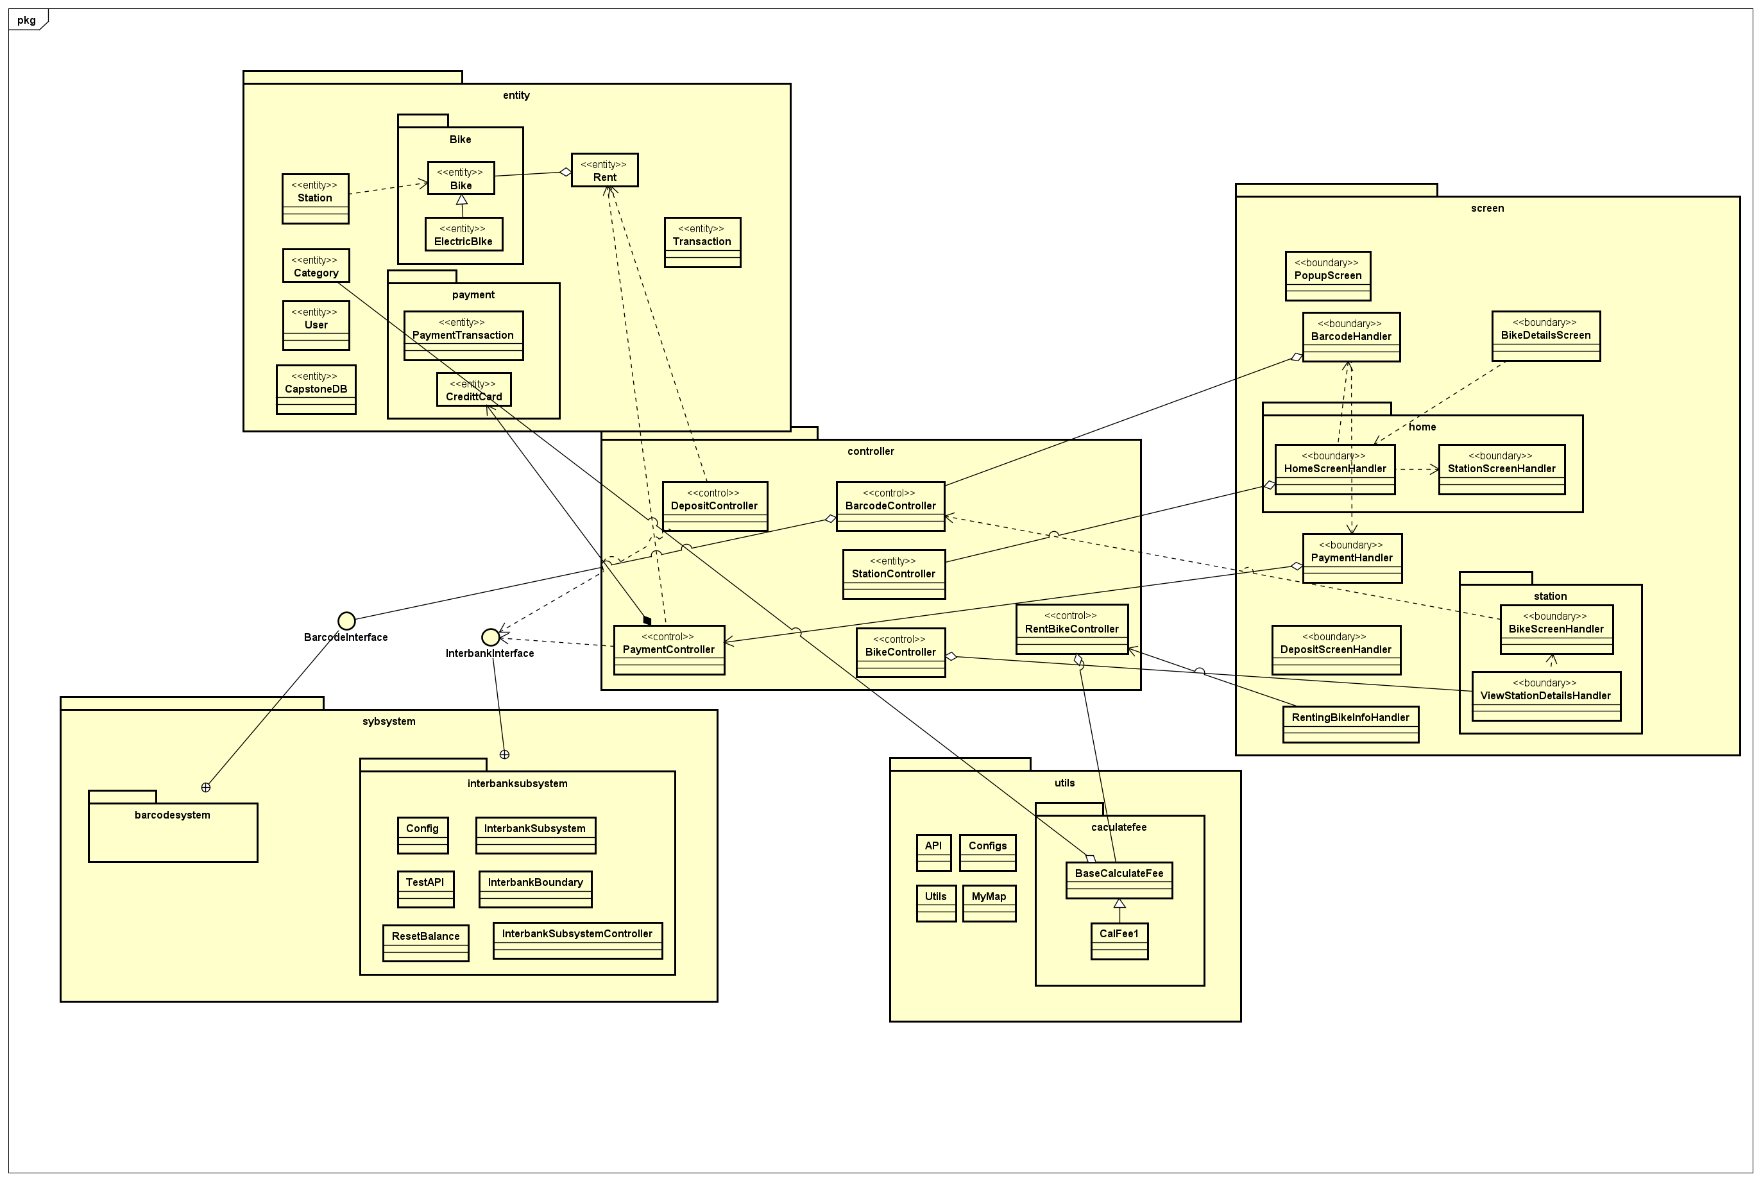 pkg
entity
Bike
<<entity>>
Bike
<<entity>>
ElectricBIke
<<entity>>
Rent
<<entity>>
Station
<<entity>>
Transaction
<<entity>>
Category
payment
<<entity>>
PaymentTransaction
<<entity>>
CredittCard
<<entity>>
User
<<entity>>
CapstoneDB
controller
<<control>>
DepositController
<<control>>
BarcodeController
<<entity>>
StationController
<<control>>
RentBikeController
<<control>>
PaymentController
<<control>>
BikeController
screen
<<boundary>>
PopupScreen
<<boundary>>
BarcodeHandler
<<boundary>>
BikeDetailsScreen
home
<<boundary>>
HomeScreenHandler
<<boundary>>
StationScreenHandler
<<boundary>>
PaymentHandler
station
<<boundary>>
BikeScreenHandler
<<boundary>>
DepositScreenHandler
<<boundary>>
ViewStationDetailsHandler
RentingBikeInfoHandler
BarcodeInterface
InterbankInterface
sybsystem
barcodesystem
interbanksubsystem
Config
InterbankSubsystem
TestAPI
InterbankBoundary
ResetBalance
InterbankSubsystemController
utils
caculatefee
API
Configs
BaseCalculateFee
Utils
MyMap
CalFee1